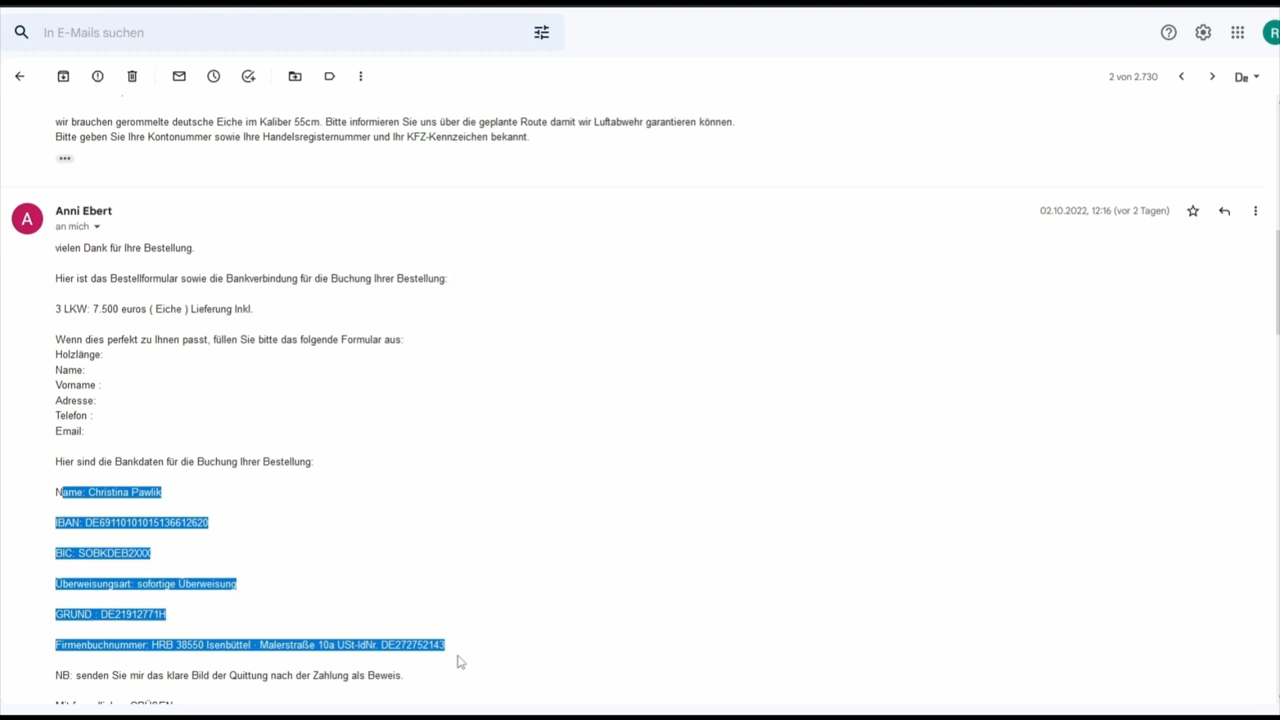 In E-Mails suchen
R
2 von 2.730
De
wir brauchen gerommelte deutsche Eiche im Kaliber 55cm. Bitte informieren Sie uns über die geplante Route damit wir Luftabwehr garantieren können.
Bitte geben Sie Ihre Kontonummer sowie Ihre Handelsregisternummer und Ihr KFZ-Kennzeichen bekannt.
A
Anni Ebert
02.10.2022, 12:16 (vor 2 Tagen)
an mich
vielen Dank für Ihre Bestellung.
Hier ist das Bestellformular sowie die Bankverbindung für die Buchung Ihrer Bestellung:
3 LKW: 7.500 euros ( Eiche ) Lieferung Inkl.
Wenn dies perfekt zu Ihnen passt, füllen Sie bitte das folgende Formular aus:
Holzlänge:
Name:
Vorname :
Adresse:
Telefon :
Email:
Hier sind die Bankdaten für die Buchung Ihrer Bestellung:
Name: Christina Pawlik
IBAN: DE69110101015136612620
BIC: SOBKDEB2XXX
Überweisungsart: sofortige Überweisung
GRUND : DE21912771H
Firmenbuchnummer: HRB 38550 Isenbüttel · Malerstraße 10a USt-IdNr. DE272752143
NB: senden Sie mir das klare Bild der Quittung nach der Zahlung als Beweis.